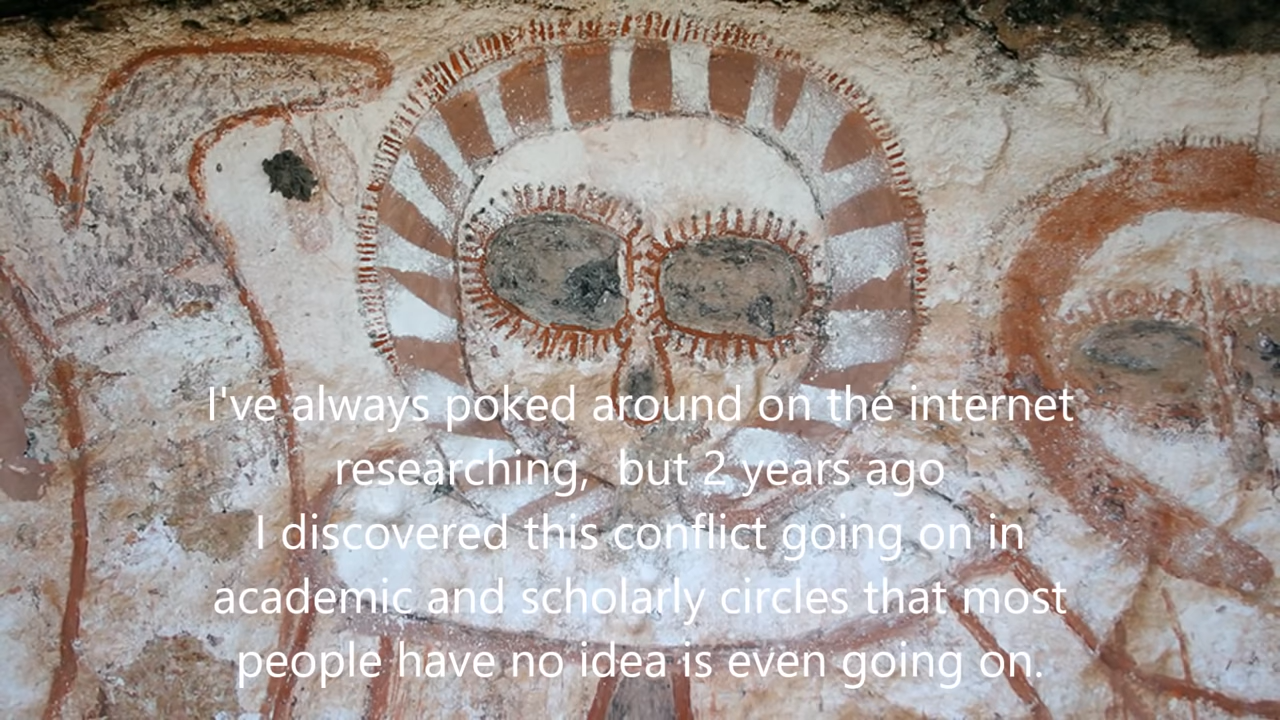 I've always poked around on the internet
researching,  but 2 years ago
I discovered this conflict going on in
academic and scholarly circles that most
people have no idea is even going on.